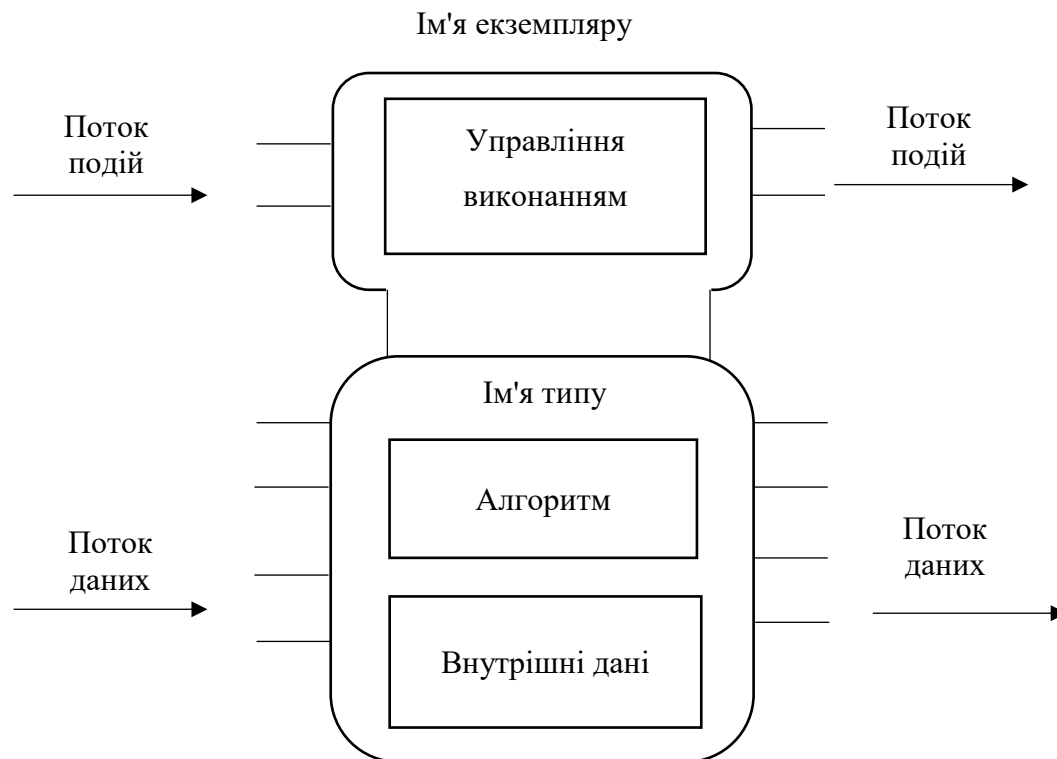 Ім'я екземпляру
Поток
подій
Управління
виконанням
Поток
подій
Ім'я типу
Алгоритм
Поток
даних
Поток
даних
Внутрішні дані